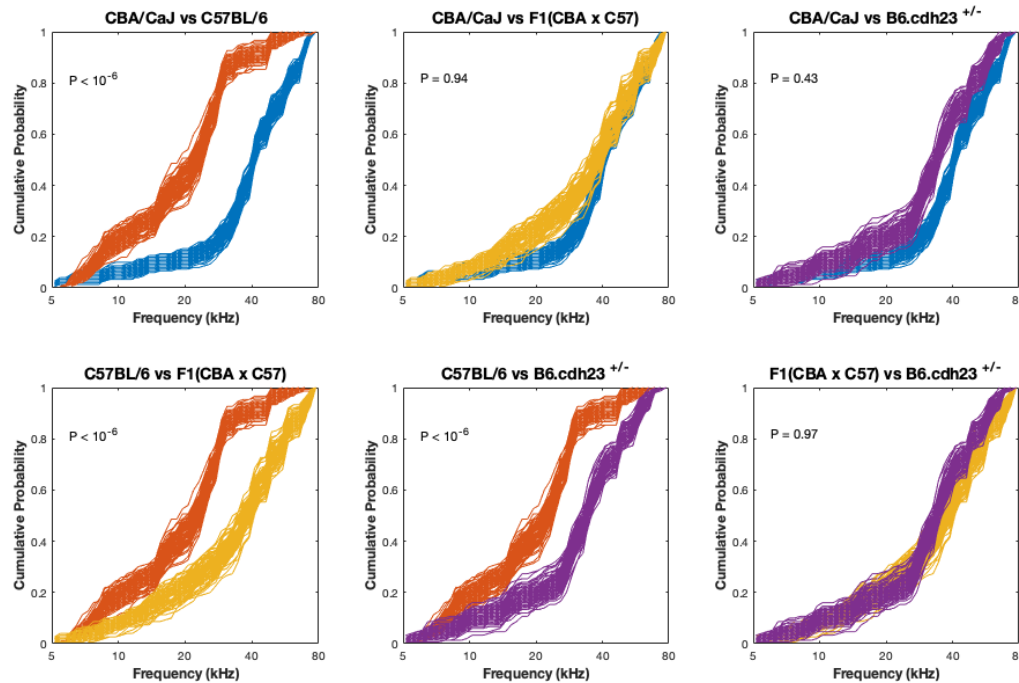 CBA/CaJ vs C57BL/6
1
0.8
0.6
0.4
0.2
0
P < 10⁻⁶
Cumulative Probability
5
10
20
40
80
Frequency (kHz)
CBA/CaJ vs F1(CBA x C57)
1
0.8
0.6
0.4
0.2
0
P = 0.94
Cumulative Probability
5
10
20
40
80
Frequency (kHz)
CBA/CaJ vs B6.cdh23 +/-
1
0.8
0.6
0.4
0.2
0
P = 0.43
Cumulative Probability
5
10
20
40
8
Frequency (kHz)
C57BL/6 vs F1(CBA x C57)
1
0.8
0.6
0.4
0.2
0
P < 10⁻⁶
Cumulative Probability
5
10
20
40
80
Frequency (kHz)
C57BL/6 vs B6.cdh23 +/-
1
0.8
0.6
0.4
0.2
0
P < 10⁻⁶
Cumulative Probability
5
10
20
40
80
Frequency (kHz)
F1(CBA x C57) vs B6.cdh23 +/-
1
0.8
0.6
0.4
0.2
0
P = 0.97
Cumulative Probability
5
10
20
40
8
Frequency (kHz)